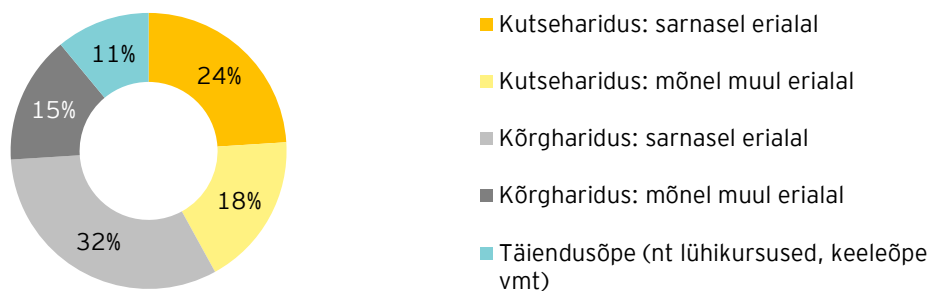 11%
24%
15%
18%
32%
Kutseharidus: sarnasel erialal
Kutseharidus: mõnel muul erialal
Kõrgharidus: sarnasel erialal
Kõrgharidus: mõnel muul erialal
Täiendusõpe (nt lühikursused, keeleõpe
vmt)